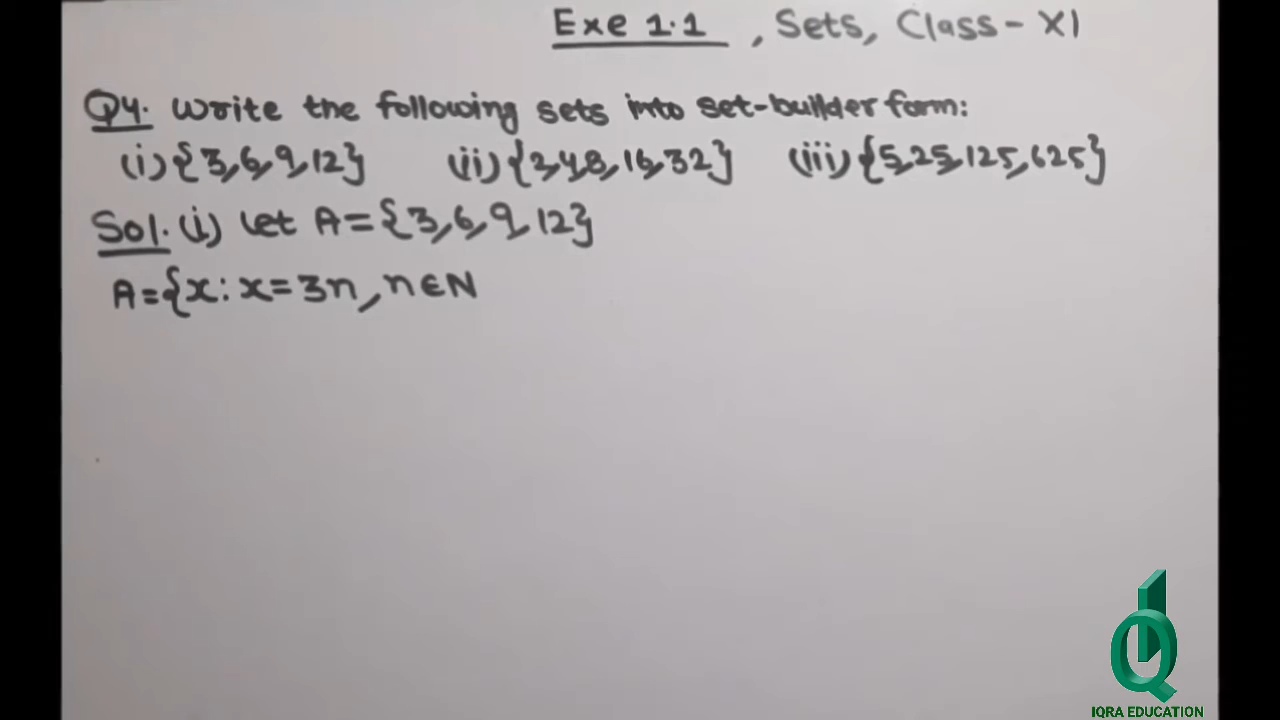 Exe 1.1, Sets, Class - XI
Q4. Write the following sets into set-builder form:
(i) {3,6,9,12} (ii) {2,4,8,16,32} (iii) {5,25,125,625}
Sol. (i) Let A = {3,6,9,12}
A = {x : x = 3n, n ∈ N
IQRA EDUCATION